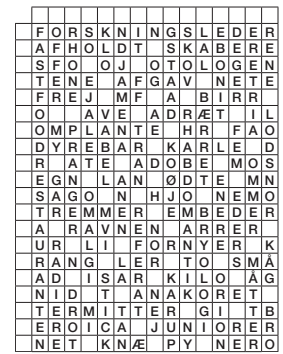 FORSKNINGSLEDER
AFHOLDT SKABERE
SFO OJ OTOLOGEN
TENE AFGAV NETE
FREJ MF A BIRR
O AVE ADRÆT IL
OMPLANTE HR FAO
DYREBAR KARLE D
R ATE ADOBE MOS
EGN LAN ØDTE MN
SAGO N HJO NEMO
TREMMER EMBEDER
A RAVNEN ARRER
UR LI FORNYER K
RANG LER TO SMÅ
AD ISAR KILO ÅG
NID T ANAKORET
TERMITTER GI TB
EROICA JUNIORER
NET KNÆ PY NERO